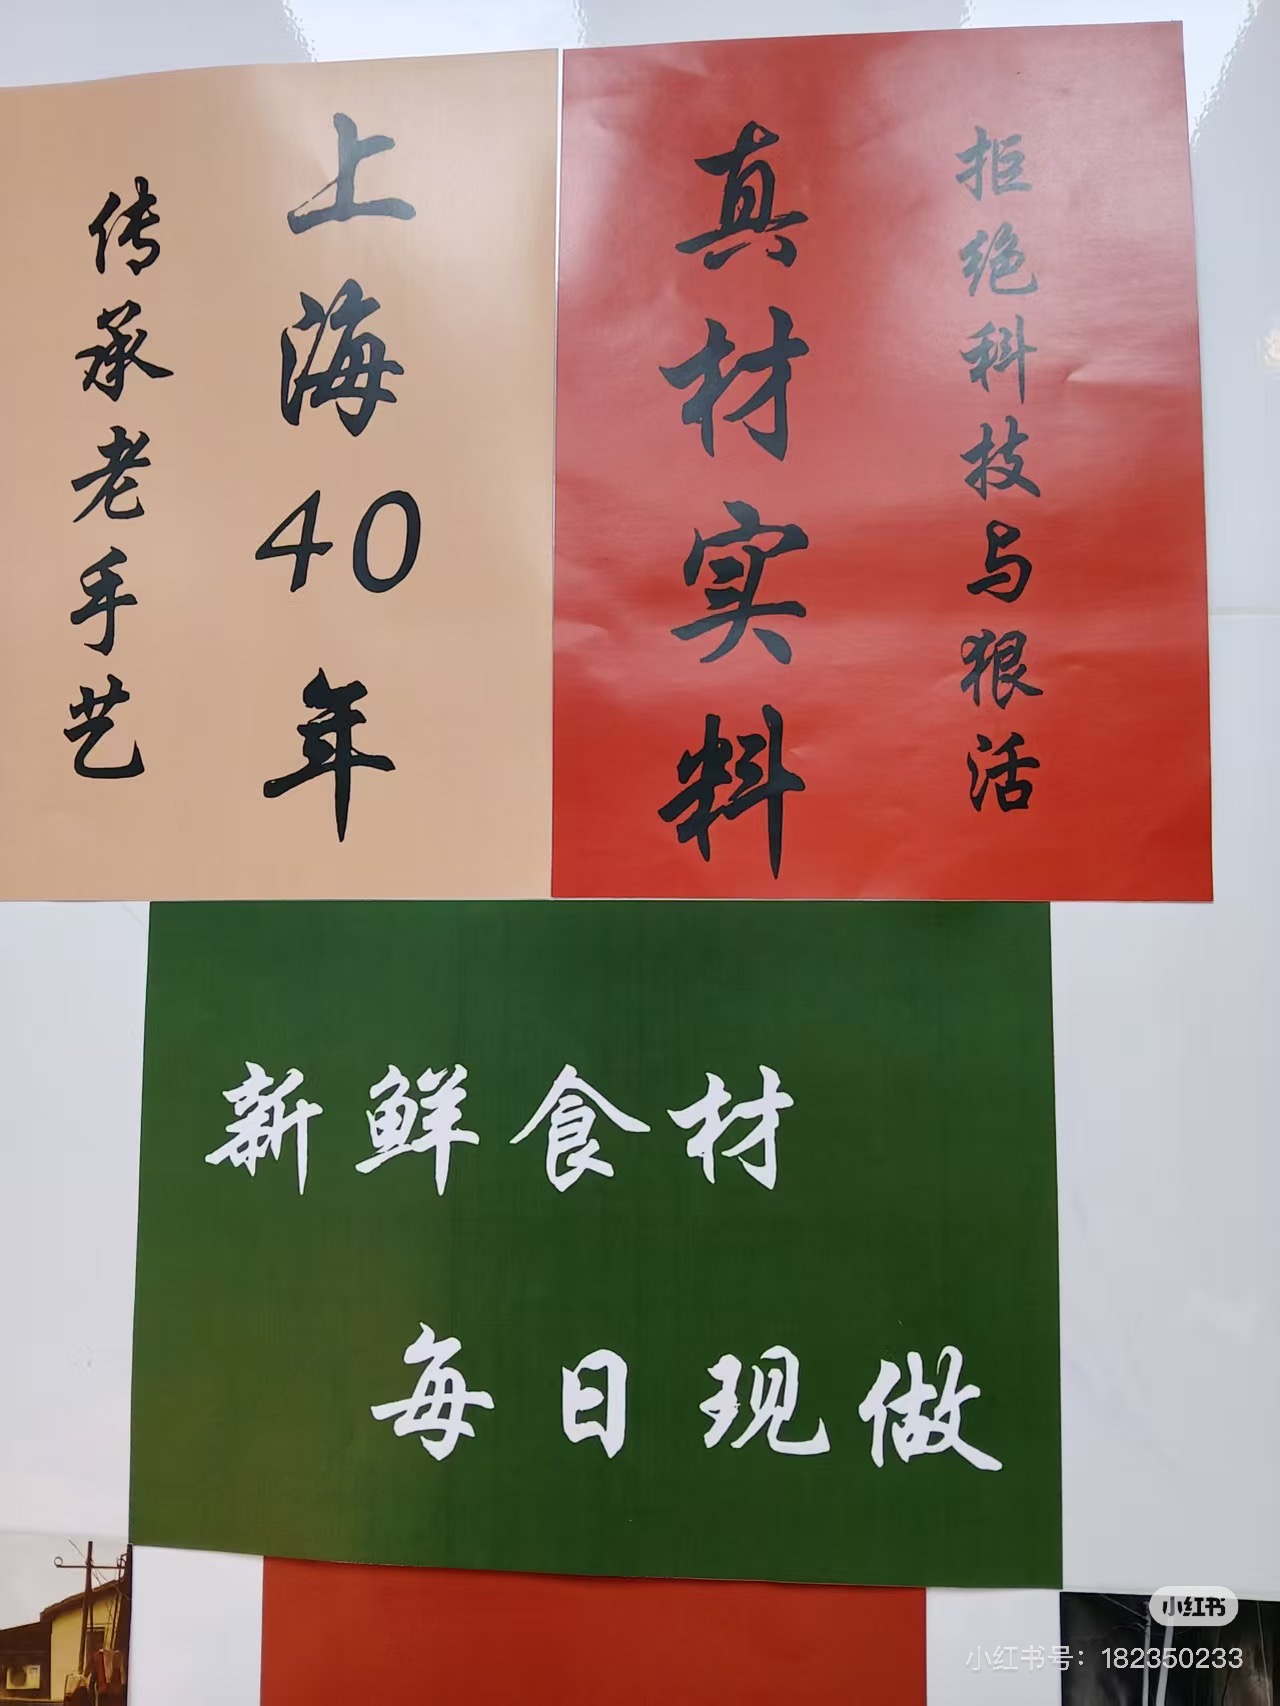 上海40年
传承老手艺
拒绝科技与狠活
真材实料
新鲜食材
每日现做
小红书
小红书号：182350233